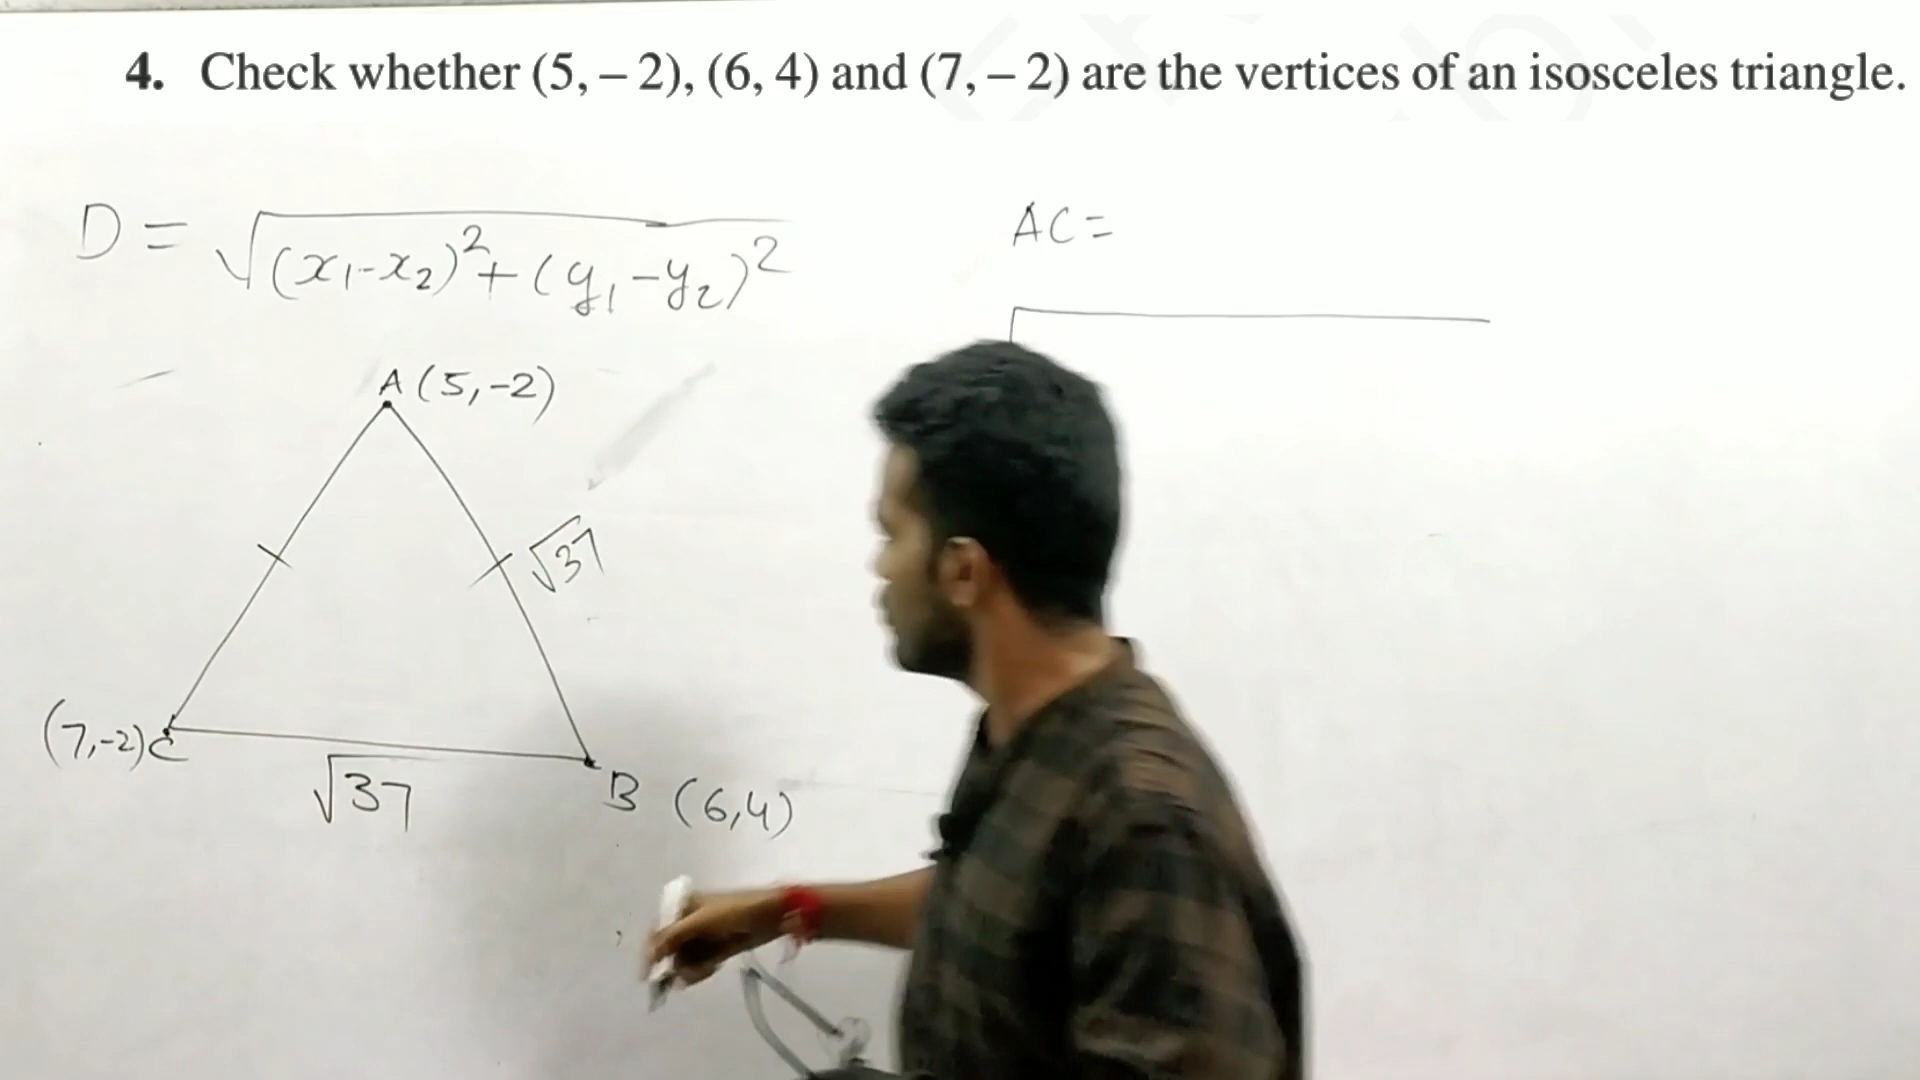 4. Check whether (5, – 2), (6, 4) and (7, – 2) are the vertices of an isosceles triangle.
D = √(x₁-x₂)²+(y₁-y₂)²
AC=
A (5,-2)
√37
(7,-2) C
√37
B (6,4)